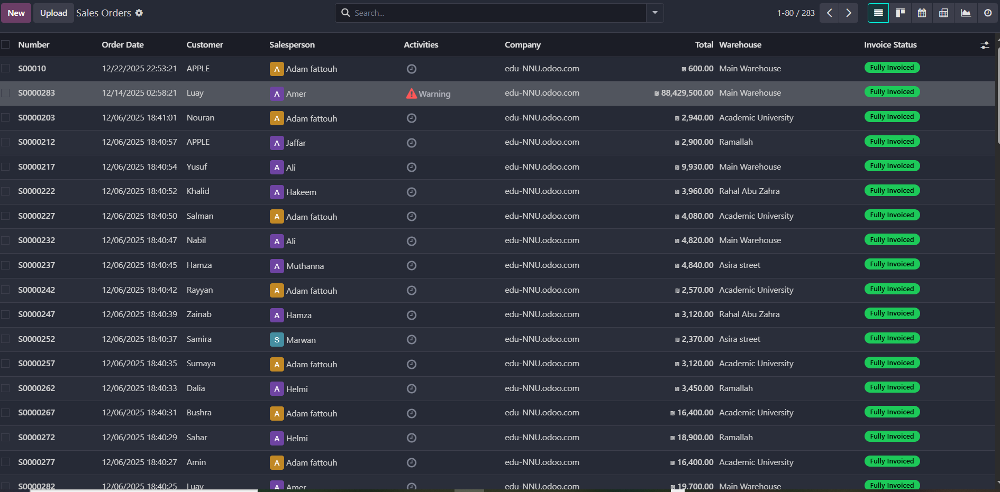 New Upload Sales Orders Search... 1-80 / 283
Number Order Date Customer Salesperson Activities Company Total Warehouse Invoice Status
S00010 12/22/2025 22:53:21 APPLE A Adam fattouh edu-NNU.odoo.com ₪ 600.00 Main Warehouse Fully Invoiced
S0000283 12/14/2025 02:58:21 Luay A Amer Warning edu-NNU.odoo.com ₪ 88,429,500.00 Main Warehouse Fully Invoiced
S0000203 12/06/2025 18:41:01 Nouran A Adam fattouh edu-NNU.odoo.com ₪ 2,940.00 Academic University Fully Invoiced
S0000212 12/06/2025 18:40:57 APPLE A Jaffar edu-NNU.odoo.com ₪ 2,900.00 Ramallah Fully Invoiced
S0000217 12/06/2025 18:40:54 Yusuf A Ali edu-NNU.odoo.com ₪ 9,930.00 Main Warehouse Fully Invoiced
S0000222 12/06/2025 18:40:52 Khalid A Hakeem edu-NNU.odoo.com ₪ 3,960.00 Rahal Abu Zahra Fully Invoiced
S0000227 12/06/2025 18:40:50 Salman A Adam fattouh edu-NNU.odoo.com ₪ 4,080.00 Academic University Fully Invoiced
S0000232 12/06/2025 18:40:47 Nabil A Ali edu-NNU.odoo.com ₪ 4,820.00 Main Warehouse Fully Invoiced
S0000237 12/06/2025 18:40:45 Hamza A Muthanna edu-NNU.odoo.com ₪ 4,840.00 Asira street Fully Invoiced
S0000242 12/06/2025 18:40:42 Rayyan A Adam fattouh edu-NNU.odoo.com ₪ 2,570.00 Academic University Fully Invoiced
S0000247 12/06/2025 18:40:39 Zainab A Hamza edu-NNU.odoo.com ₪ 3,120.00 Rahal Abu Zahra Fully Invoiced
S0000252 12/06/2025 18:40:37 Samira S Marwan edu-NNU.odoo.com ₪ 2,370.00 Asira street Fully Invoiced
S0000257 12/06/2025 18:40:35 Sumaya A Adam fattouh edu-NNU.odoo.com ₪ 3,120.00 Academic University Fully Invoiced
S0000262 12/06/2025 18:40:33 Dalia A Helmi edu-NNU.odoo.com ₪ 3,450.00 Ramallah Fully Invoiced
S0000267 12/06/2025 18:40:31 Bushra A Adam fattouh edu-NNU.odoo.com ₪ 16,400.00 Academic University Fully Invoiced
S0000272 12/06/2025 18:40:29 Sahar A Helmi edu-NNU.odoo.com ₪ 18,900.00 Ramallah Fully Invoiced
S0000277 12/06/2025 18:40:27 Amin A Adam fattouh edu-NNU.odoo.com ₪ 16,400.00 Academic University Fully Invoiced
S0000282 12/06/2025 18:40:25 Luay A Amer edu-NNU.odoo.com ₪ 19,700.00 Main Warehouse Fully Invoiced